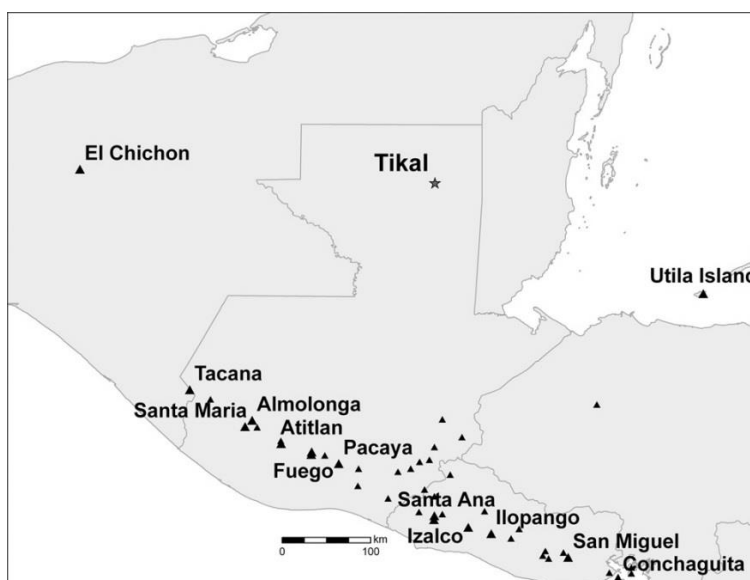 El Chichon
Tikal
Utila Island
Tacana
Santa Maria
Almolonga
Atitlan
Pacaya
Fuego
Santa Ana
Ilopango
Izalco
San Miguel
Conchaguita
km
0 100